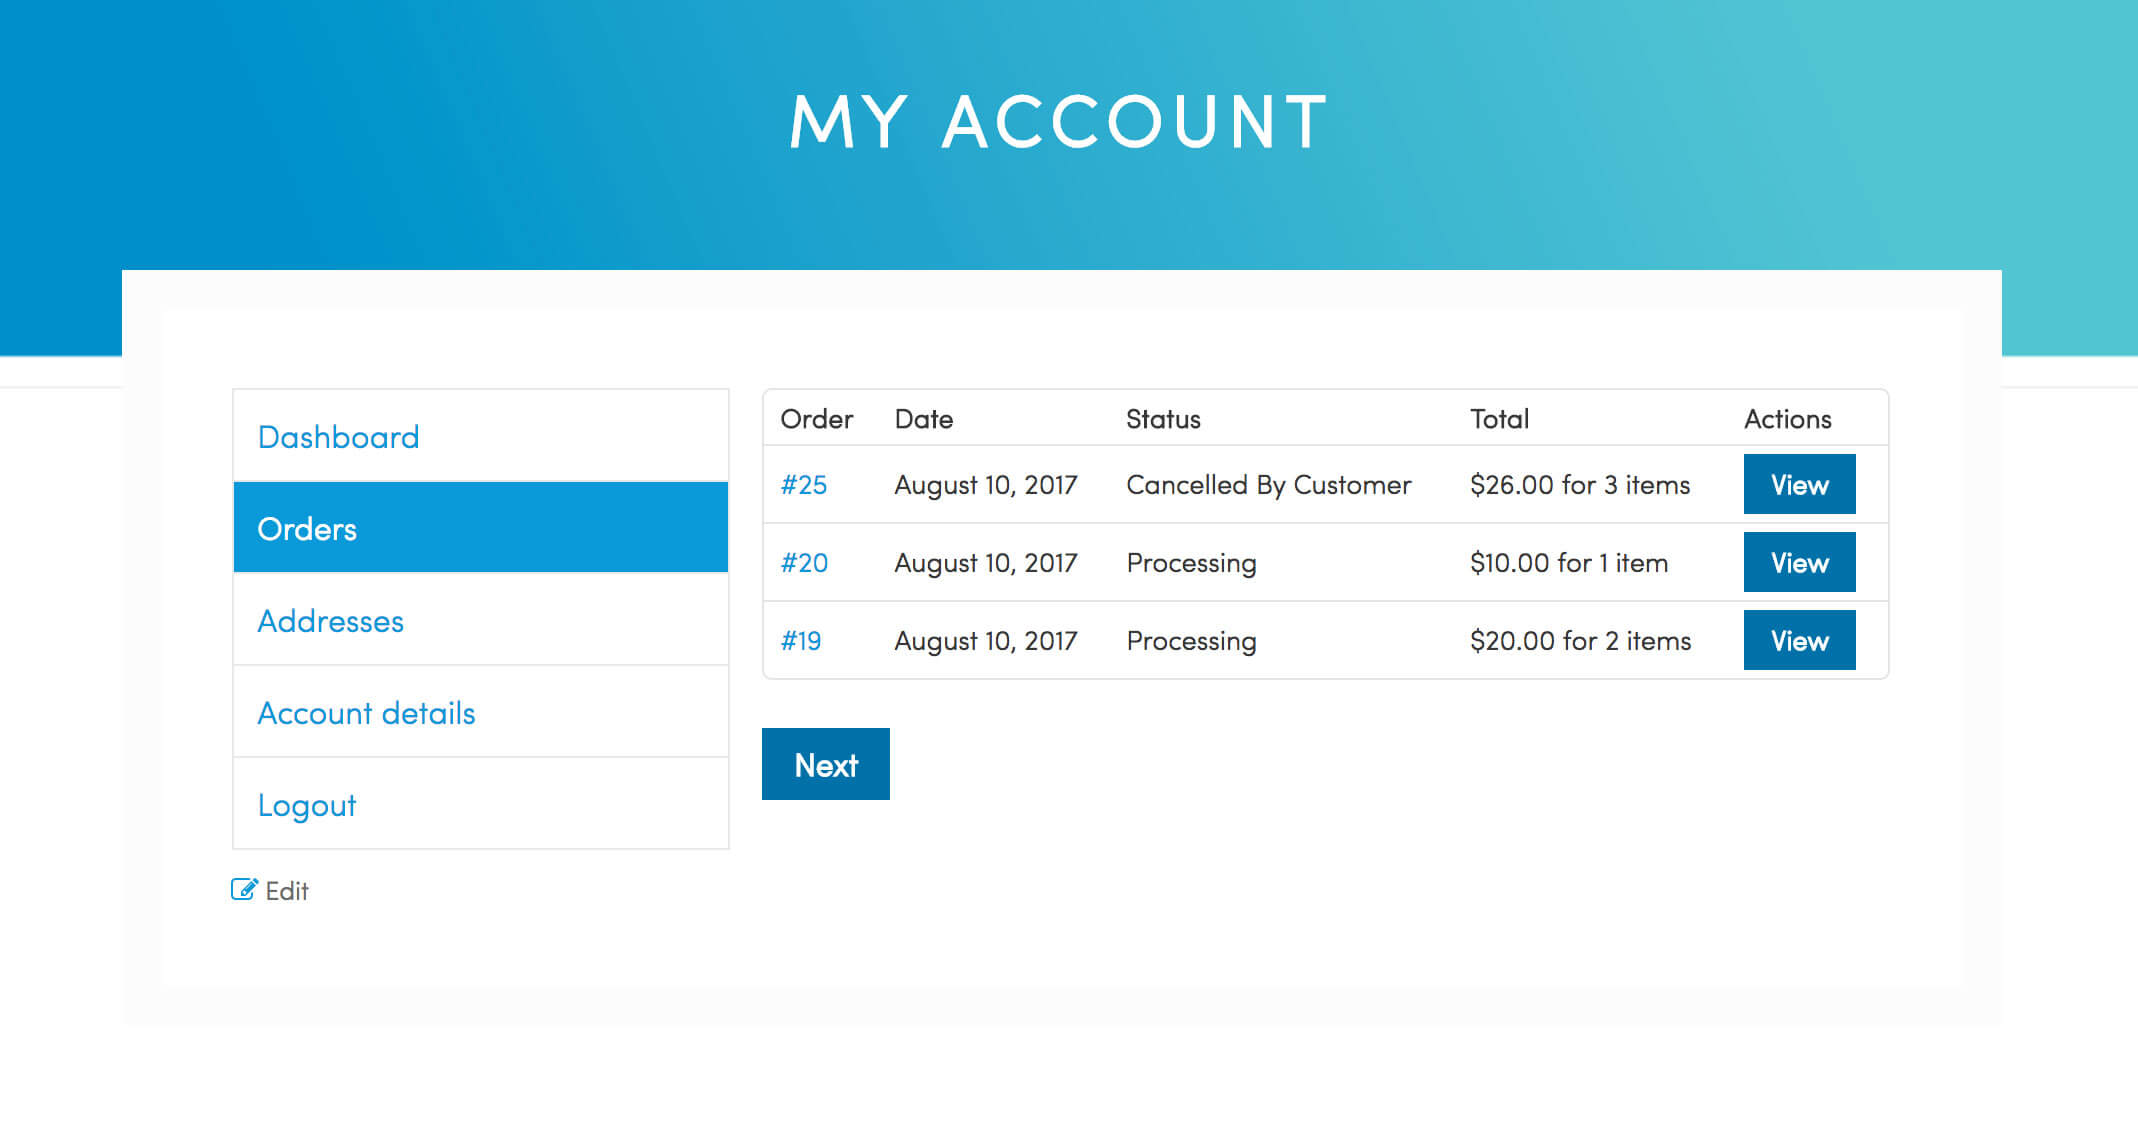 MY ACCOUNT
Dashboard
Orders
Addresses
Account details
Logout
Edit
Order Date Status Total Actions
#25 August 10, 2017 Cancelled By Customer $26.00 for 3 items View
#20 August 10, 2017 Processing $10.00 for 1 item View
#19 August 10, 2017 Processing $20.00 for 2 items View
Next